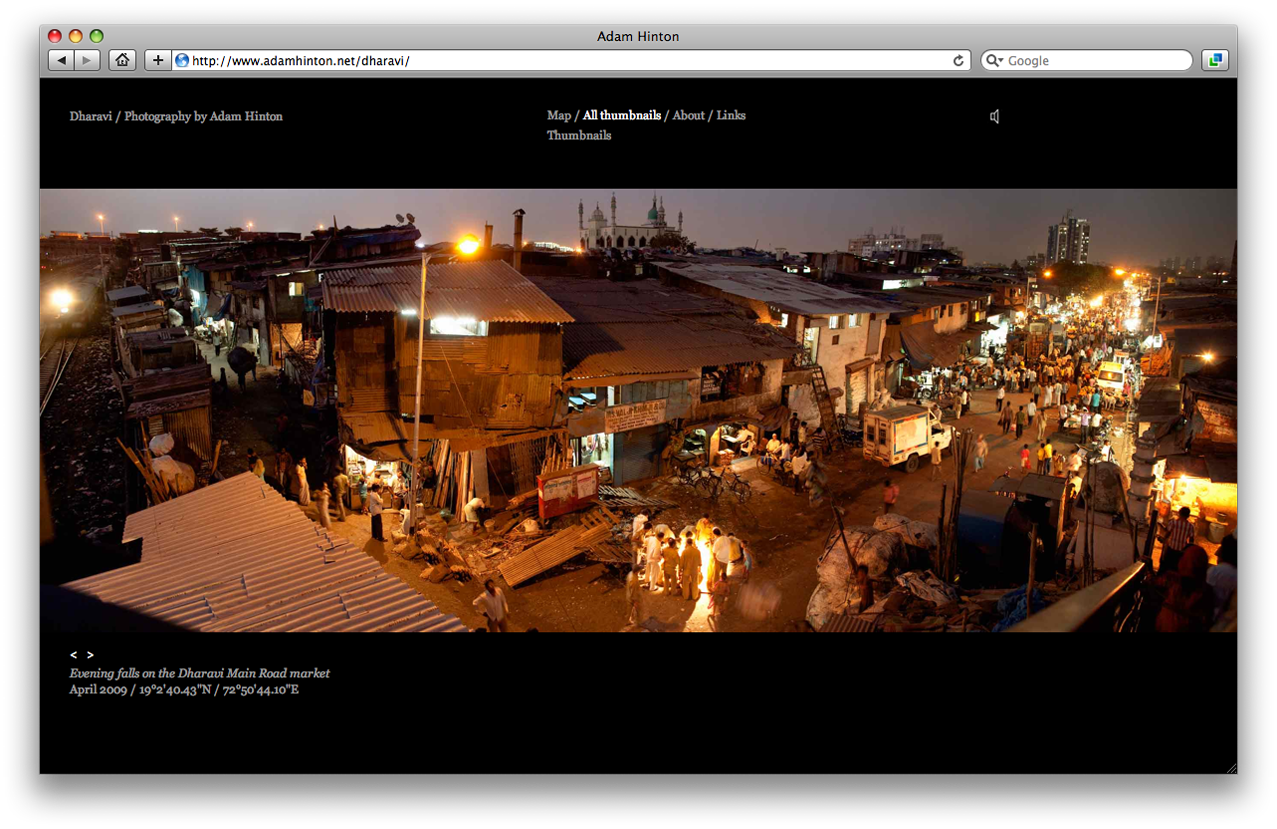 Adam Hinton
http://www.adamhinton.net/dharavi/
Google
Dharavi / Photography by Adam Hinton
Map / All thumbnails / About / Links
Thumbnails
< >
Evening falls on the Dharavi Main Road market
April 2009 / 19°2'40.43"N / 72°50'44.10"E